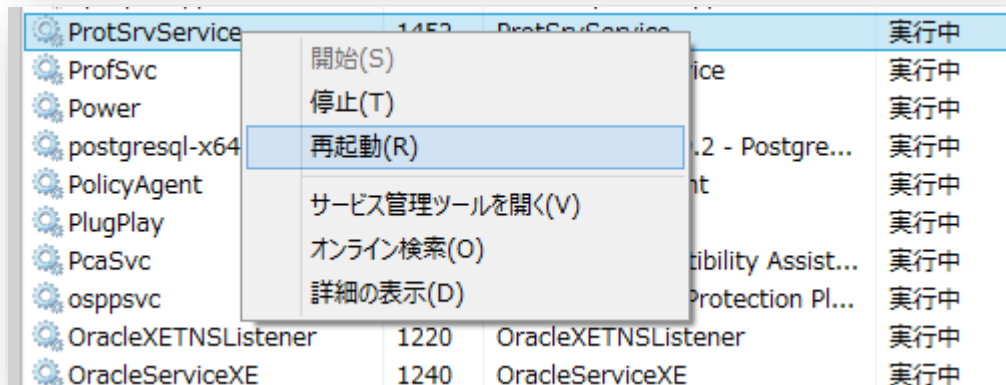 ProtSrvService 1452 ProtSrvService 実行中
開始(S)
ProfSvc ice 実行中
停止(T)
Power 実行中
再起動(R)
postgresql-x64 .2 - Postgre... 実行中
PolicyAgent nt 実行中
サービス管理ツールを開く(V)
PlugPlay 実行中
オンライン検索(O)
PcaSvc tibility Assist... 実行中
詳細の表示(D)
osppsvc Protection Pl... 実行中
OracleXETNSListener 1220 OracleXETNSListener 実行中
OracleServiceXE 1240 OracleServiceXE 実行中